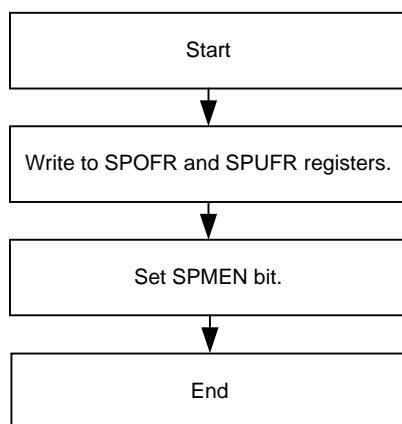 Start
Write to SPOFR and SPUFR registers.
Set SPMEN bit.
End